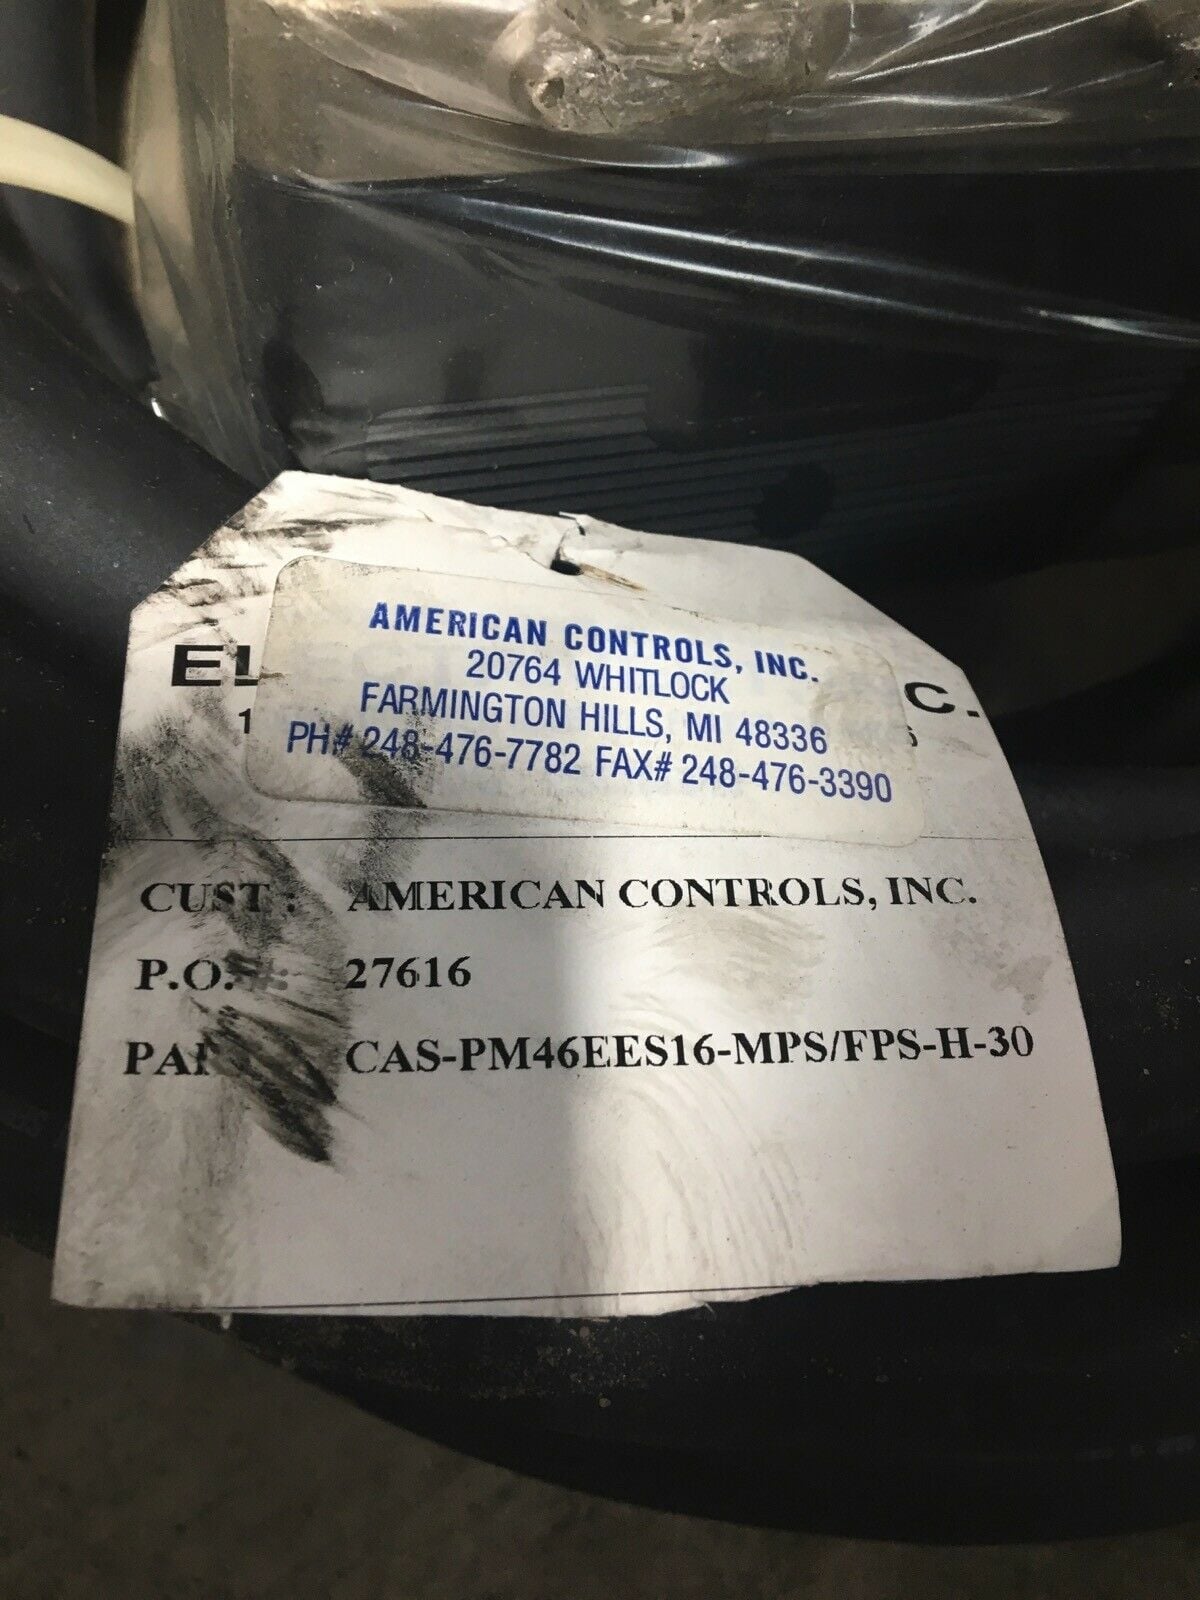 AMERICAN CONTROLS, INC.
20764 WHITLOCK
FARMINGTON HILLS, MI 48336
PH# 248-476-7782 FAX# 248-476-3390
CUST: AMERICAN CONTROLS, INC.
P.O. #: 27616
CAS-PM46EES16-MPS/FPS-H-30